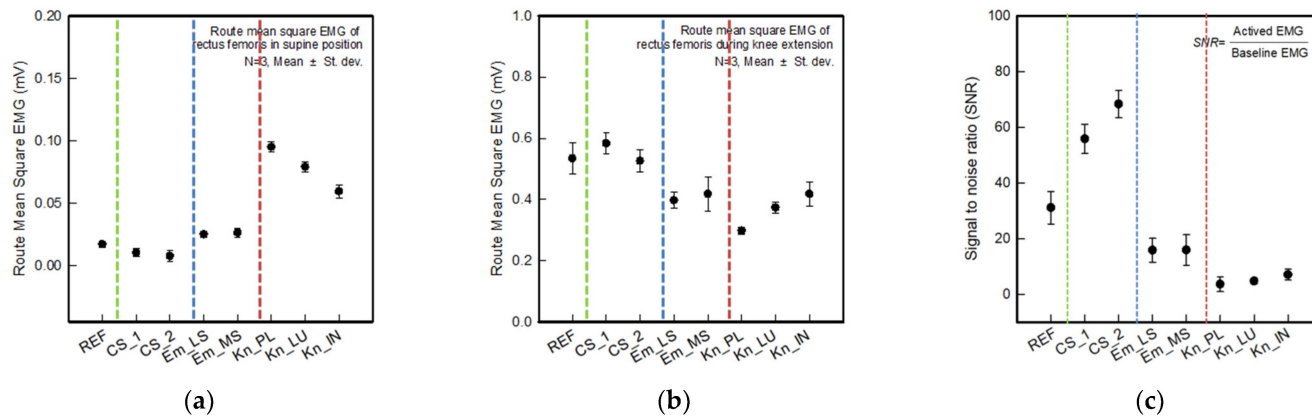 0.20
0.15
0.10
0.05
0.00
Route Mean Square EMG (mV)
Route mean square EMG of
rectus femoris in supine position
N=3, Mean ± St. dev.
REF
CS_1
CS_2
Em_LS
Em_MS
Kn_PL
Kn_LU
Kn_IN
(a)
1.0
0.8
0.6
0.4
0.2
0.0
Route Mean Square EMG (mV)
Route mean square EMG of
rectus femoris during knee extension
N=3, Mean ± St. dev.
REF
CS_1
CS_2
Em_LS
Em_MS
Kn_PL
Kn_LU
Kn_IN
(b)
100
80
60
40
20
0
Signal to noise ratio (SNR)
SNR= Actived EMG
Baseline EMG
REF
CS_1
CS_2
Em_LS
Em_MS
Kn_PL
Kn_LU
Kn_IN
(c)